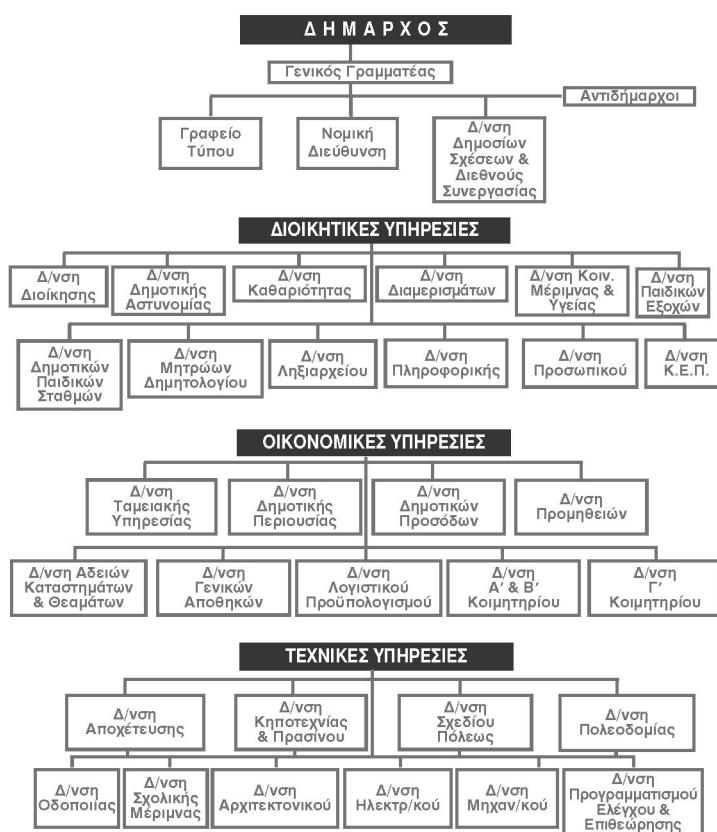 ΔΗΜΑΡΧΟΣ
Γενικός Γραμματέας
Αντιδήμαρχοι
Γραφείο
Τύπου
Νομική
Διεύθυνση
Δ/νση
Δημοσίων
Σχέσεων &
Διεθνούς
Συνεργασίας
ΔΙΟΙΚΗΤΙΚΕΣ ΥΠΗΡΕΣΙΕΣ
Δ/νση
Διοίκησης
Δ/νση
Δημοτικής
Αστυνομίας
Δ/νση
Καθαριότητας
Δ/νση
Διαμερισμάτων
Δ/νση Κοιν.
Μέριμνας &
Υγείας
Δ/νση
Παιδικών
Εξοχών
Δ/νση
Δημοτικών
Παιδικών
Σταθμών
Δ/νση
Μητρώων
Δημητολογίου
Δ/νση
Ληξιαρχείου
Δ/νση
Πληροφορικής
Δ/νση
Προσωπικού
Δ/νση
Κ.Ε.Π.
ΟΙΚΟΝΟΜΙΚΕΣ ΥΠΗΡΕΣΙΕΣ
Δ/νση
Ταμειακής
Υπηρεσίας
Δ/νση
Δημοτικής
Περιουσίας
Δ/νση
Δημοτικών
Προσόδων
Δ/νση
Προμηθειών
Δ/νση Αδειών
Καταστημάτων
& Θεαμάτων
Δ/νση
Γενικών
Αποθηκών
Δ/νση
Λογιστικού
Προϋπολογισμού
Δ/νση
Α' & Β'
Κοιμητηρίου
Δ/νση
Γ'
Κοιμητηρίου
ΤΕΧΝΙΚΕΣ ΥΠΗΡΕΣΙΕΣ
Δ/νση
Αποχέτευσης
Δ/νση
Κηποτεχνίας
& Πρασίνου
Δ/νση
Σχεδίου
Πόλεως
Δ/νση
Πολεοδομίας
Δ/νση
Οδοποιίας
Δ/νση
Σχολικής
Μέριμνας
Δ/νση
Αρχιτεκτονικού
Δ/νση
Ηλεκτρ/κού
Δ/νση
Μηχαν/κού
Δ/νση
Προγραμματισμού
Ελέγχου &
Επιθεώρησης